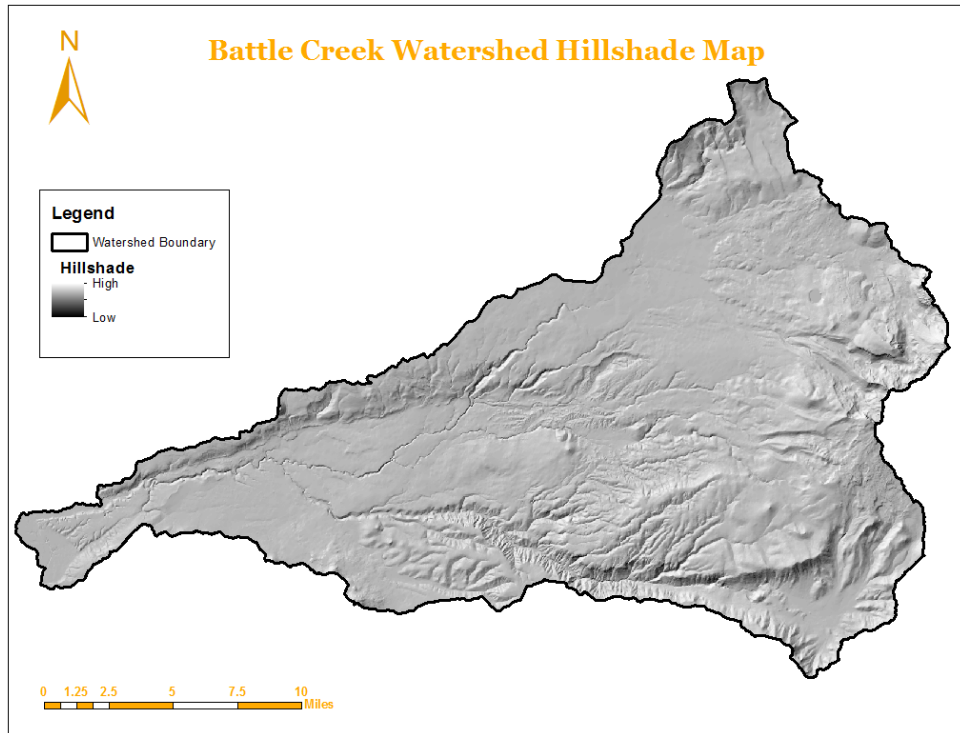 N
Battle Creek Watershed Hillshade Map
Legend
Watershed Boundary
Hillshade
High
Low
0 1.25 2.5 5 7.5 10
Miles